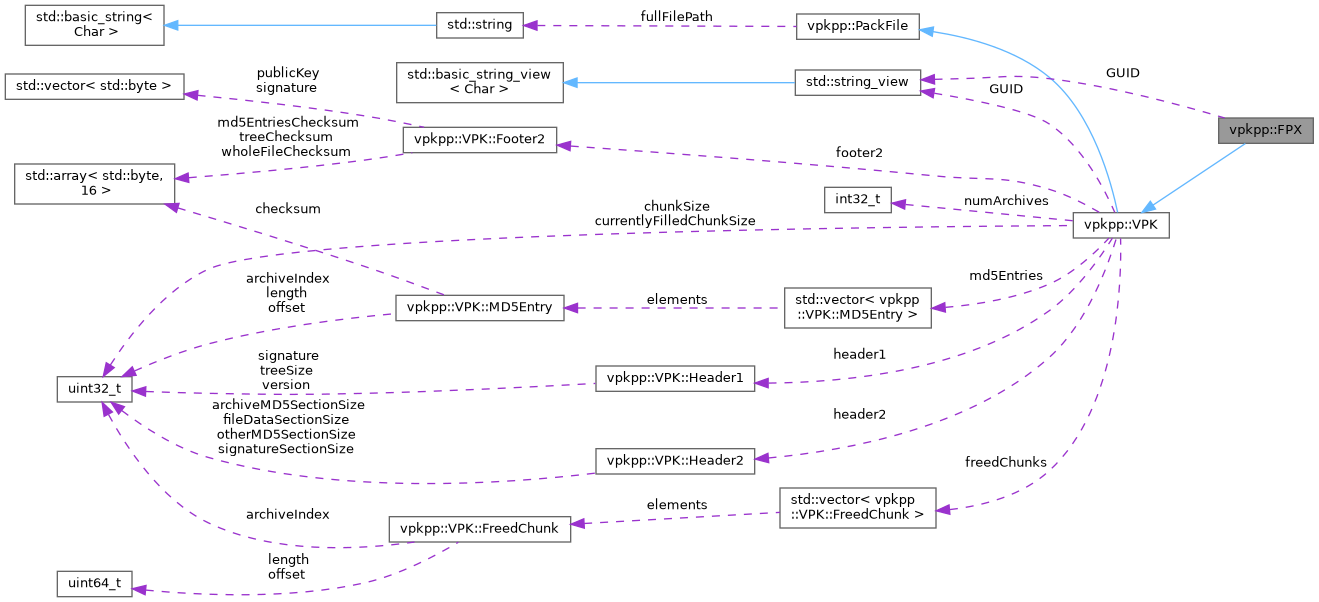 std::basic_string<
Char >
std::string
fullFilePath
vpkpp::PackFile
std::vector< std::byte >
publicKey
signature
std::basic_string_view
< Char >
std::string_view
GUID
GUID
vpkpp::FPX
md5EntriesChecksum
treeChecksum
wholeFileChecksum
vpkpp::VPK::Footer2
footer2
std::array< std::byte,
16 >
checksum
int32_t
numArchives
chunkSize
currentlyFilledChunkSize
vpkpp::VPK
archiveIndex
length
offset
vpkpp::VPK::MD5Entry
elements
std::vector< vpkpp
::VPK::MD5Entry >
md5Entries
uint32_t
signature
treeSize
version
vpkpp::VPK::Header1
header1
archiveMD5SectionSize
fileDataSectionSize
otherMD5SectionSize
signatureSectionSize
vpkpp::VPK::Header2
header2
archiveIndex
vpkpp::VPK::FreedChunk
elements
std::vector< vpkpp
::VPK::FreedChunk >
freedChunks
length
offset
uint64_t